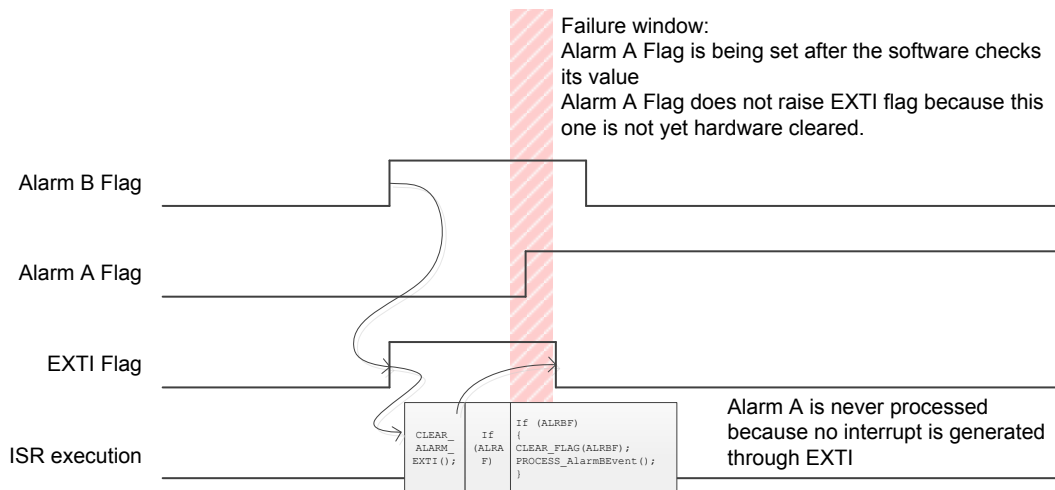 Failure window:
Alarm A Flag is being set after the software checks
its value
Alarm A Flag does not raise EXTI flag because this
one is not yet hardware cleared.
Alarm B Flag
Alarm A Flag
EXTI Flag
ISR execution
CLEAR_
ALARM_
EXTI();
If
(ALRA
F)
If (ALRBF)
{
CLEAR_FLAG(ALRBF);
PROCESS_AlarmBEvent();
}
Alarm A is never processed
because no interrupt is generated
through EXTI